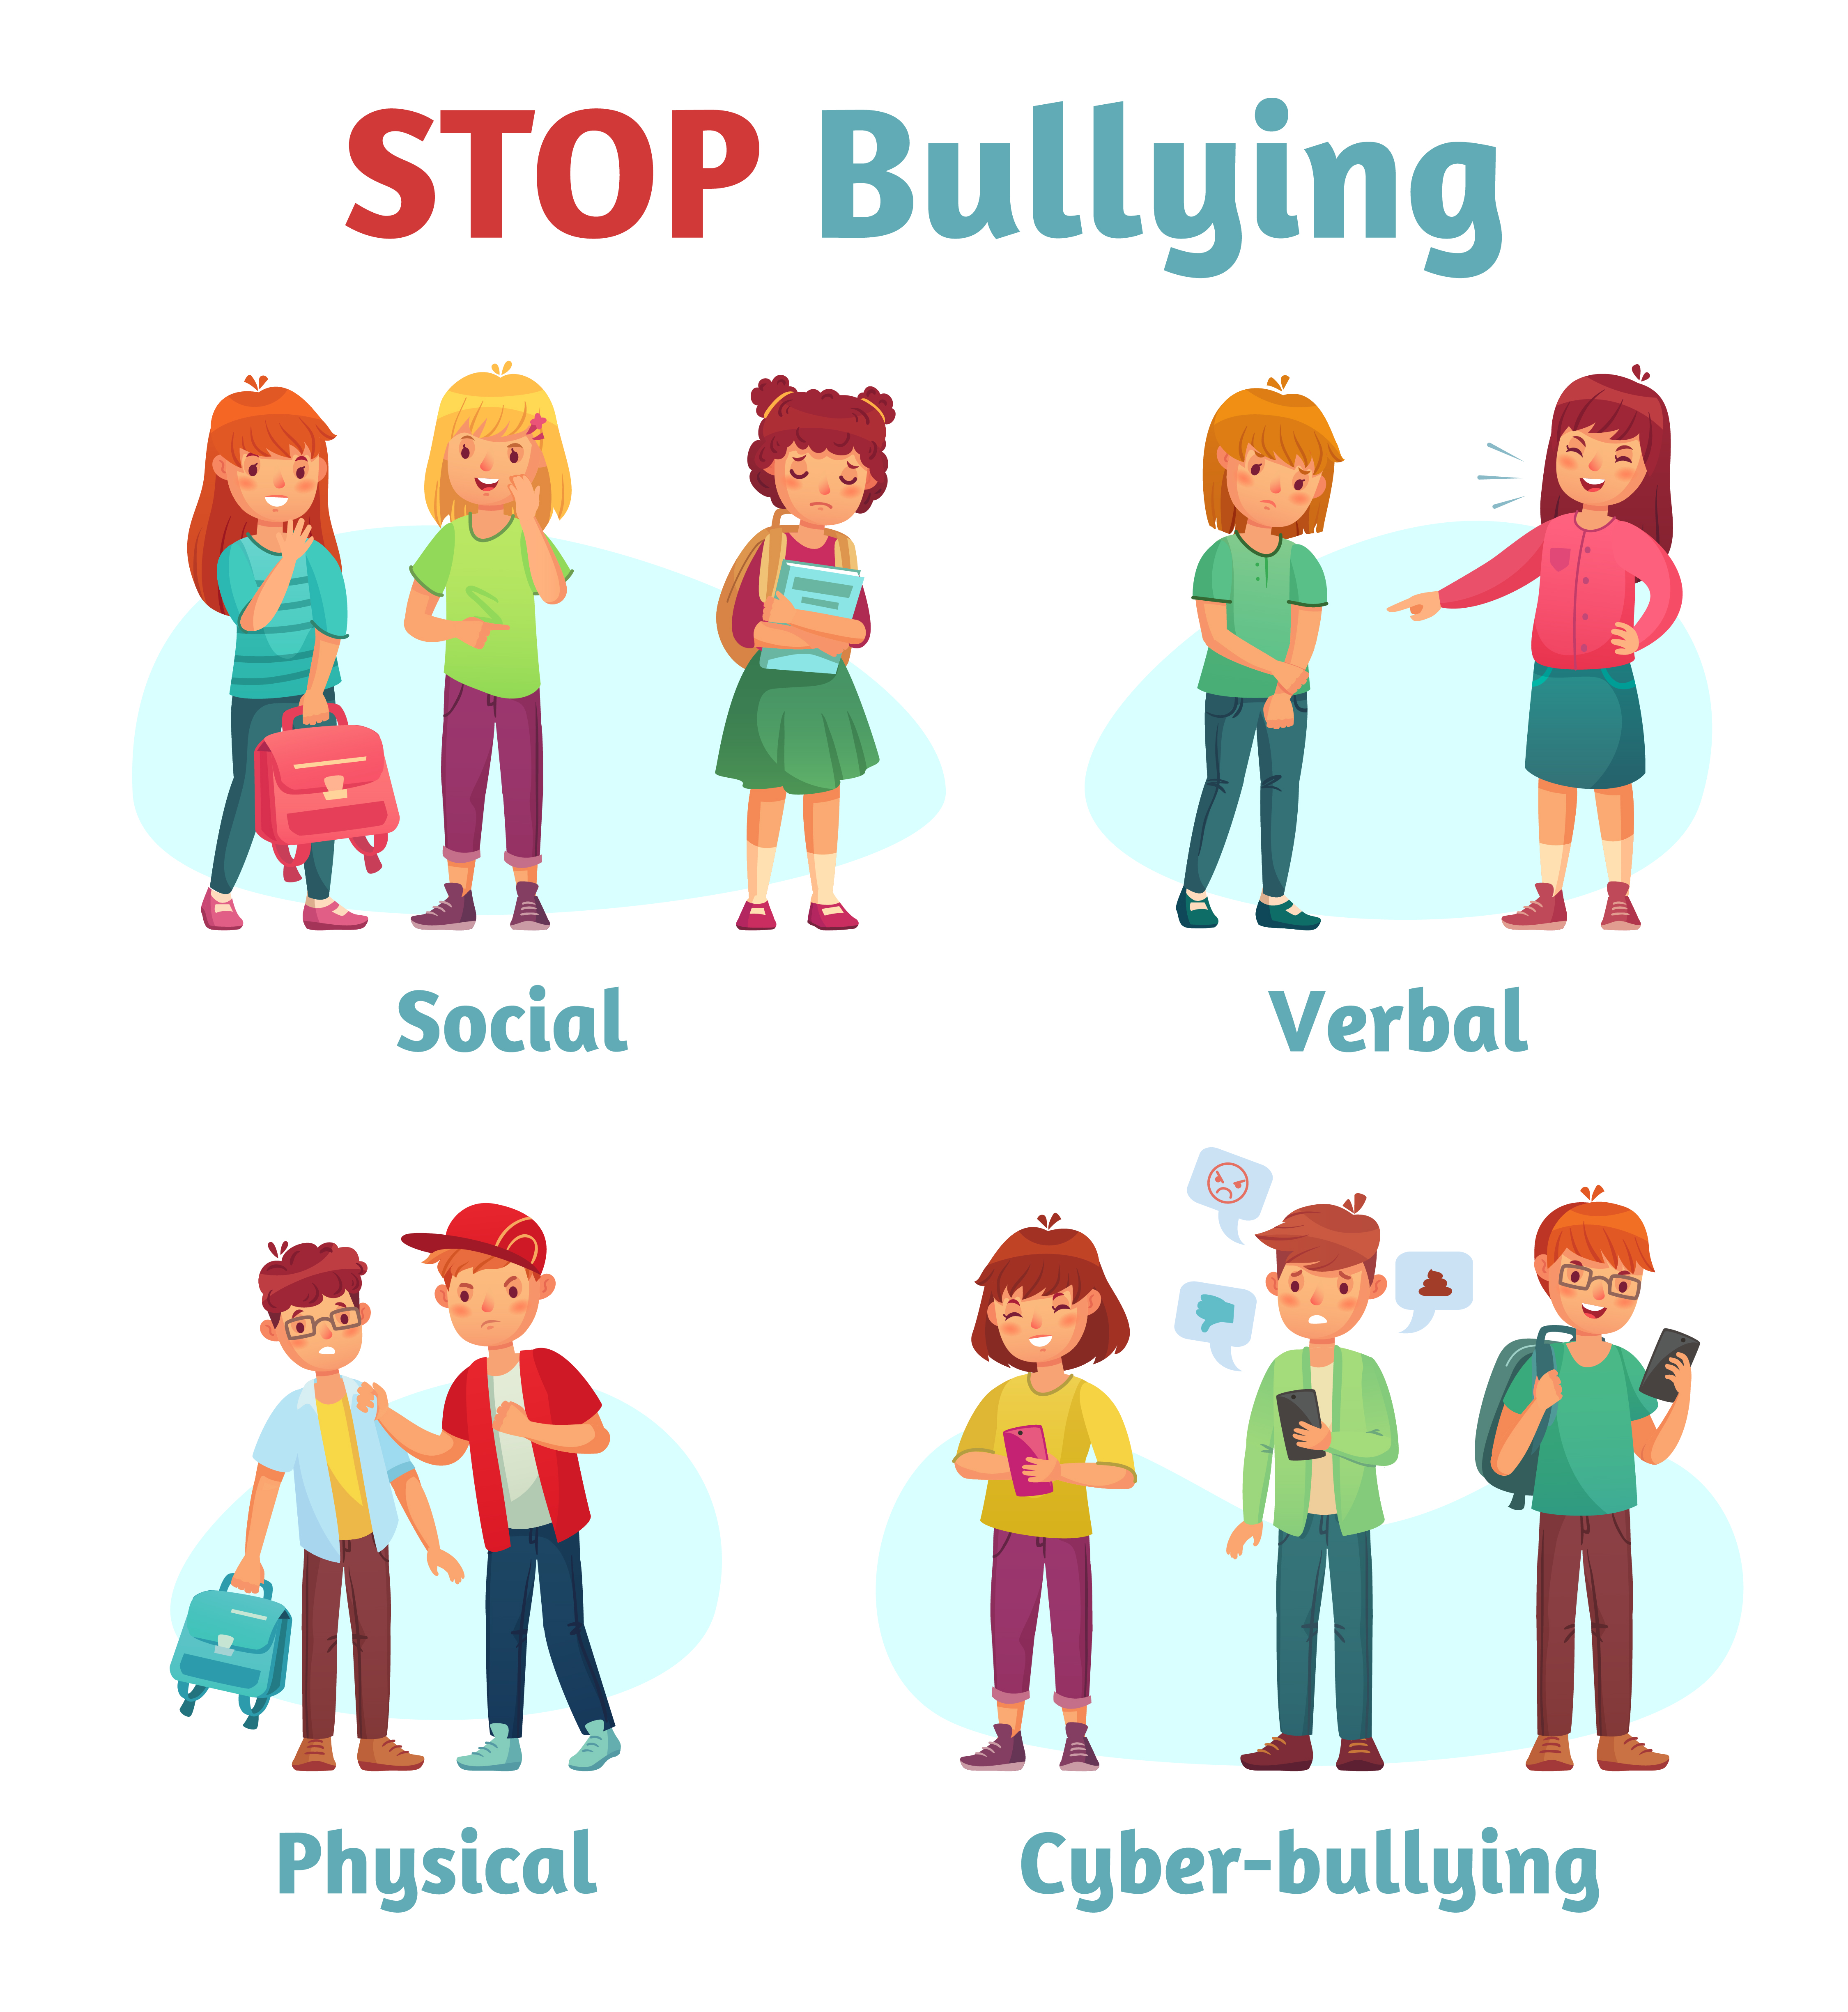 STOP Bullying
Social
Verbal
Physical
Cyber-bullying